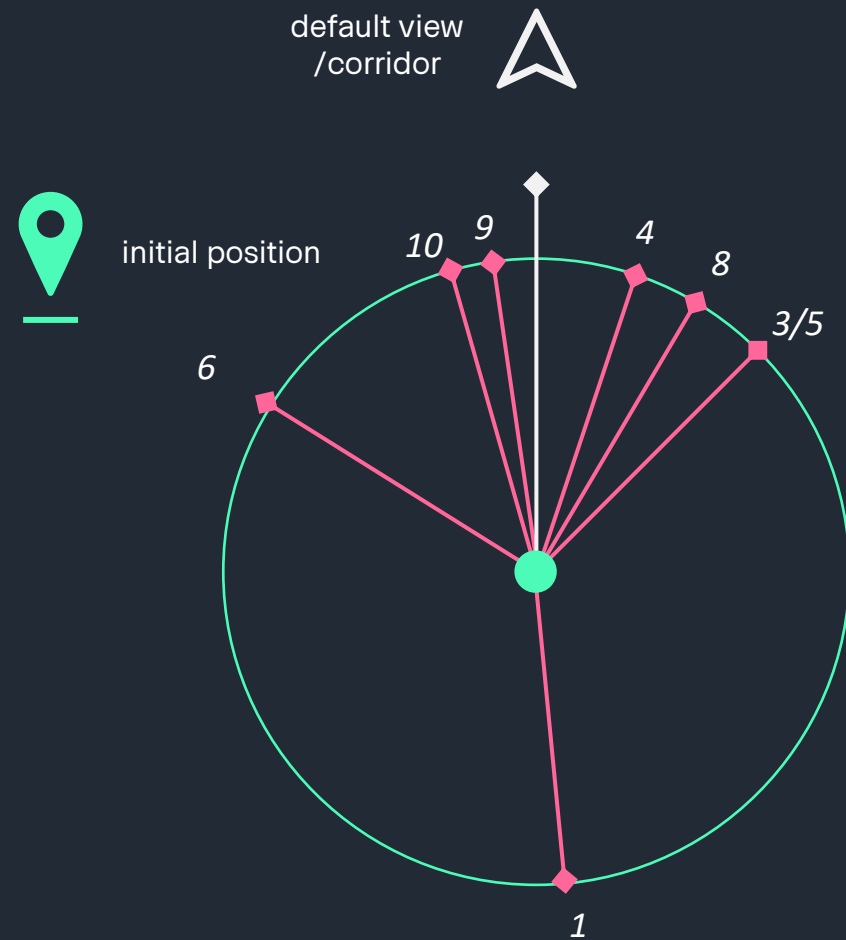 default view
/corridor
initial position
10
9
4
8
3/5
6
1